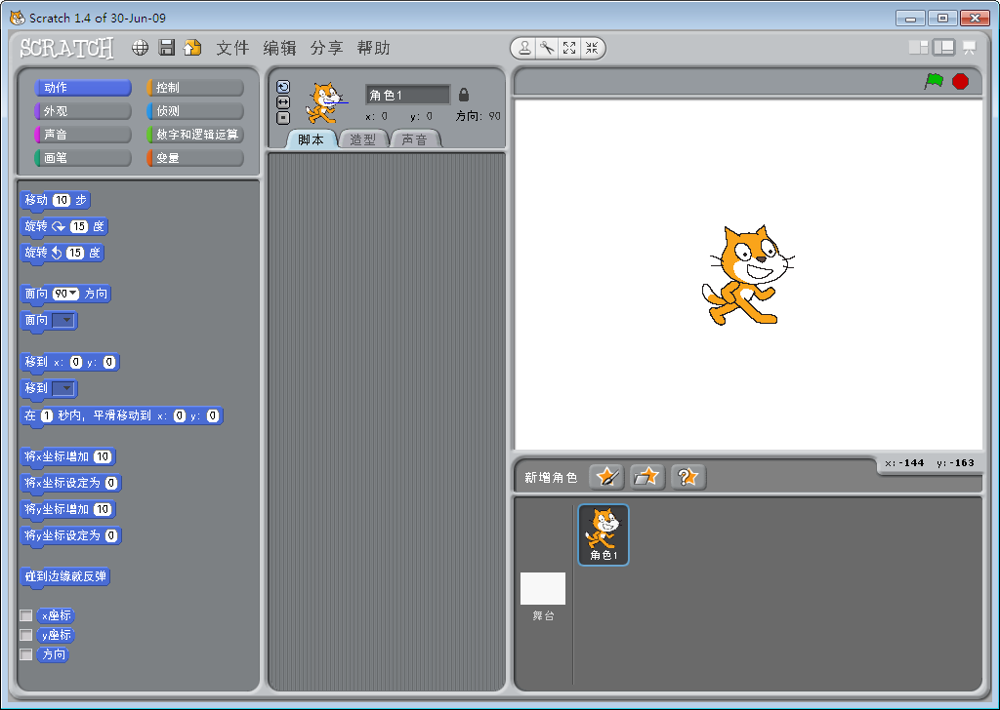 Scratch 1.4 of 30-Jun-09
SCRATCH 文件 编辑 分享 帮助
动作 控制
外观 侦测
声音 数字和逻辑运算
画笔 变量
角色1
x: 0 y: 0 方向: 90
脚本 造型 声音
移动 10 步
旋转 15 度
旋转 15 度
面向 90 方向
面向
移到 x: 0 y: 0
移到
在 1 秒内, 平滑移动到 x: 0 y: 0
将x坐标增加 10
将x坐标设定为 0
将y坐标增加 10
将y坐标设定为 0
碰到边缘就反弹
x座标
y座标
方向
x: -144 y: -163
新增角色
角色1
舞台